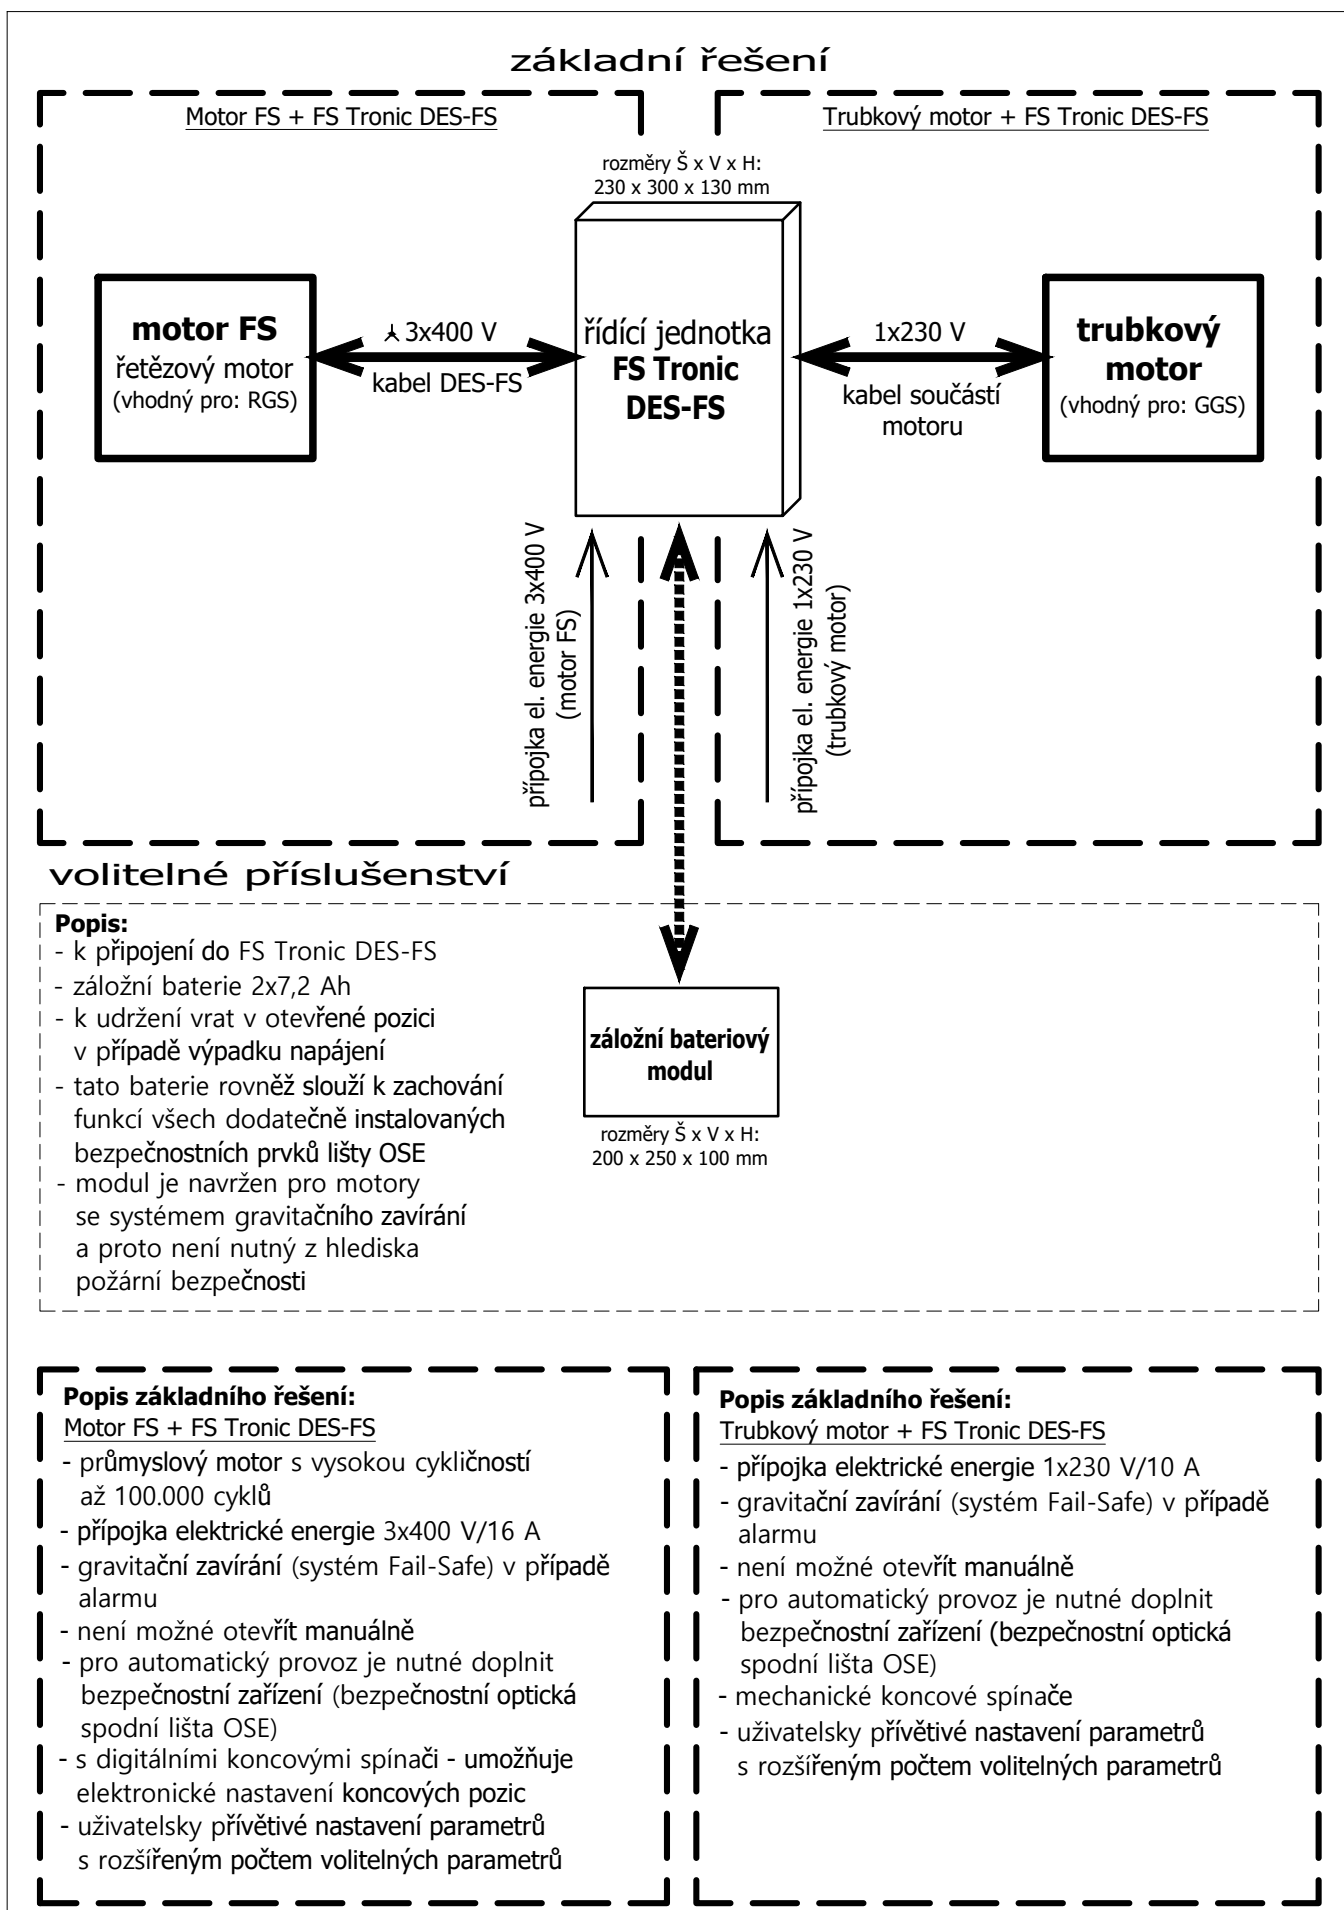 základní řešení
Motor FS + FS Tronic DES-FS
Trubkový motor + FS Tronic DES-FS
rozměry Š x V x H:
230 x 300 x 130 mm
motor FS
řetězový motor
(vhodný pro: RGS)
3x400 V
kabel DES-FS
řídící jednotka
FS Tronic
DES-FS
1x230 V
kabel součástí
motoru
trubkový
motor
(vhodný pro: GGS)
přípojka el. energie 3x400 V
(motor FS)
přípojka el. energie 1x230 V
(trubkový motor)
volitelné příslušenství
Popis:
- k připojení do FS Tronic DES-FS
- záložní baterie 2x7,2 Ah
- k udržení vrat v otevřené pozici
v případě výpadku napájení
- tato baterie rovněž slouží k zachování
funkcí všech dodatečně instalovaných
bezpečnostních prvků lišty OSE
- modul je navržen pro motory
se systémem gravitačního zavírání
a proto není nutný z hlediska
požární bezpečnosti
záložní bateriový
modul
rozměry Š x V x H:
200 x 250 x 100 mm
Popis základního řešení:
Motor FS + FS Tronic DES-FS
- průmyslový motor s vysokou cykličností
až 100.000 cyklů
- přípojka elektrické energie 3x400 V/16 A
- gravitační zavírání (systém Fail-Safe) v případě
alarmu
- není možné otevřít manuálně
- pro automatický provoz je nutné doplnit
bezpečnostní zařízení (bezpečnostní optická
spodní lišta OSE)
- s digitálními koncovými spínači - umožňuje
elektronické nastavení koncových pozic
- uživatelsky přívětivé nastavení parametrů
s rozšířeným počtem volitelných parametrů
Popis základního řešení:
Trubkový motor + FS Tronic DES-FS
- přípojka elektrické energie 1x230 V/10 A
- gravitační zavírání (systém Fail-Safe) v případě
alarmu
- není možné otevřít manuálně
- pro automatický provoz je nutné doplnit
bezpečnostní zařízení (bezpečnostní optická
spodní lišta OSE)
- mechanické koncové spínače
- uživatelsky přívětivé nastavení parametrů
s rozšířeným počtem volitelných parametrů